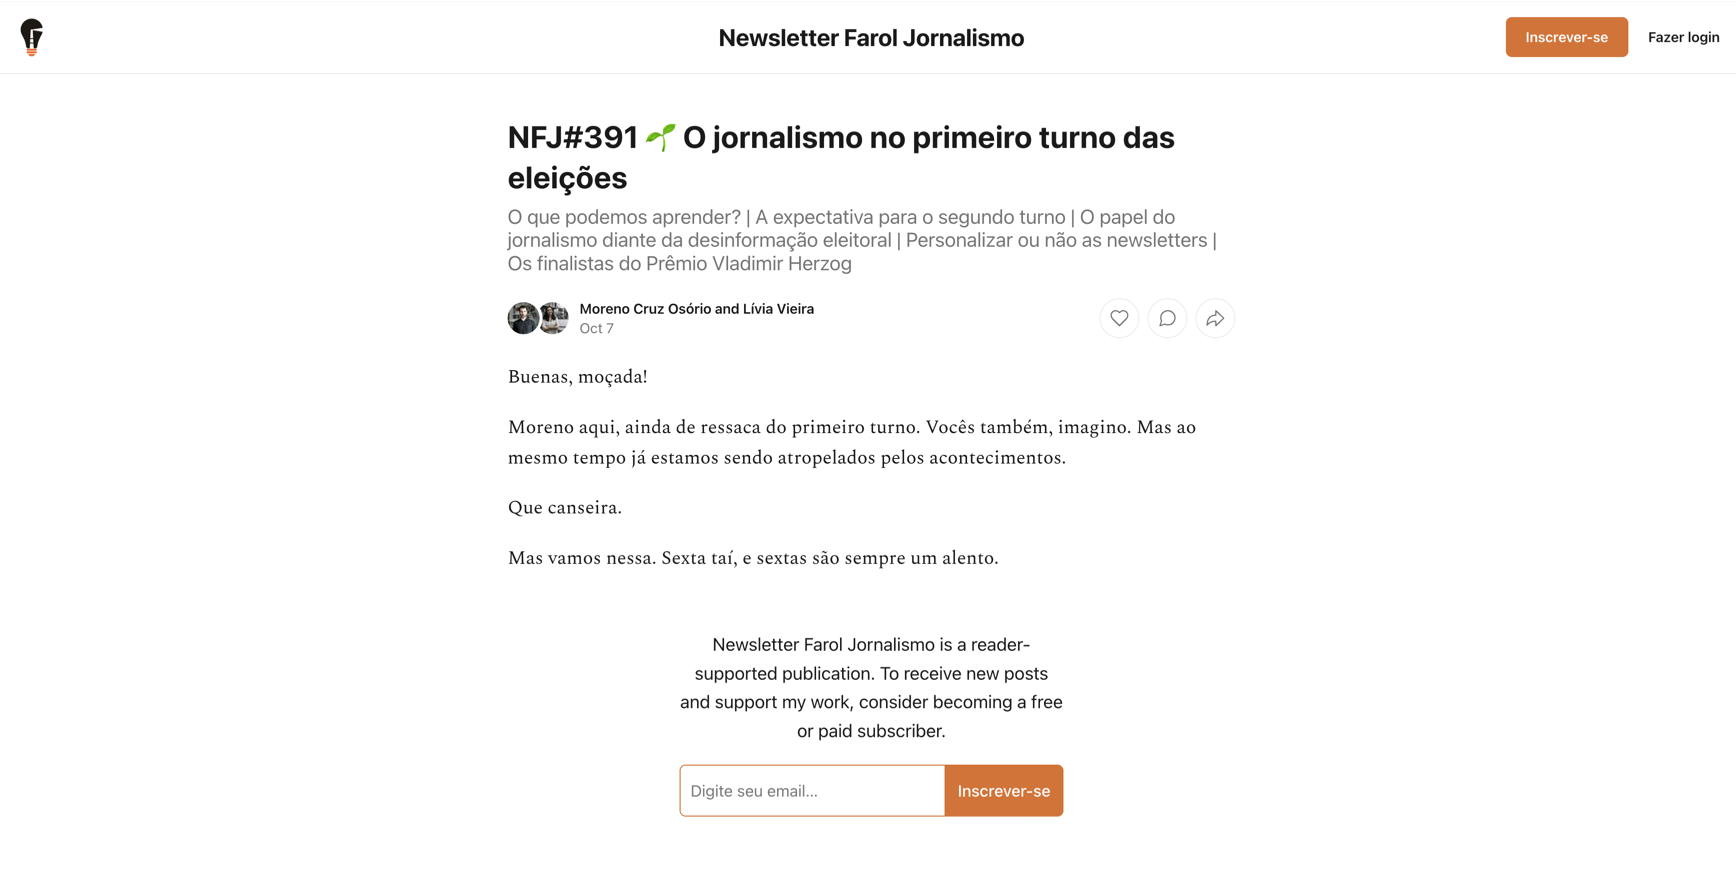 Newsletter Farol Jornalismo
Inscrever-se
Fazer login
NFJ#391 🌱 O jornalismo no primeiro turno das
eleições
O que podemos aprender? | A expectativa para o segundo turno | O papel do
jornalismo diante da desinformação eleitoral | Personalizar ou não as newsletters |
Os finalistas do Prêmio Vladimir Herzog
Moreno Cruz Osório and Lívia Vieira
Oct 7
Buenas, moçada!
Moreno aqui, ainda de ressaca do primeiro turno. Vocês também, imagino. Mas ao
mesmo tempo já estamos sendo atropelados pelos acontecimentos.
Que canseira.
Mas vamos nessa. Sexta taí, e sextas são sempre um alento.
Newsletter Farol Jornalismo is a reader-
supported publication. To receive new posts
and support my work, consider becoming a free
or paid subscriber.
Digite seu email...
Inscrever-se